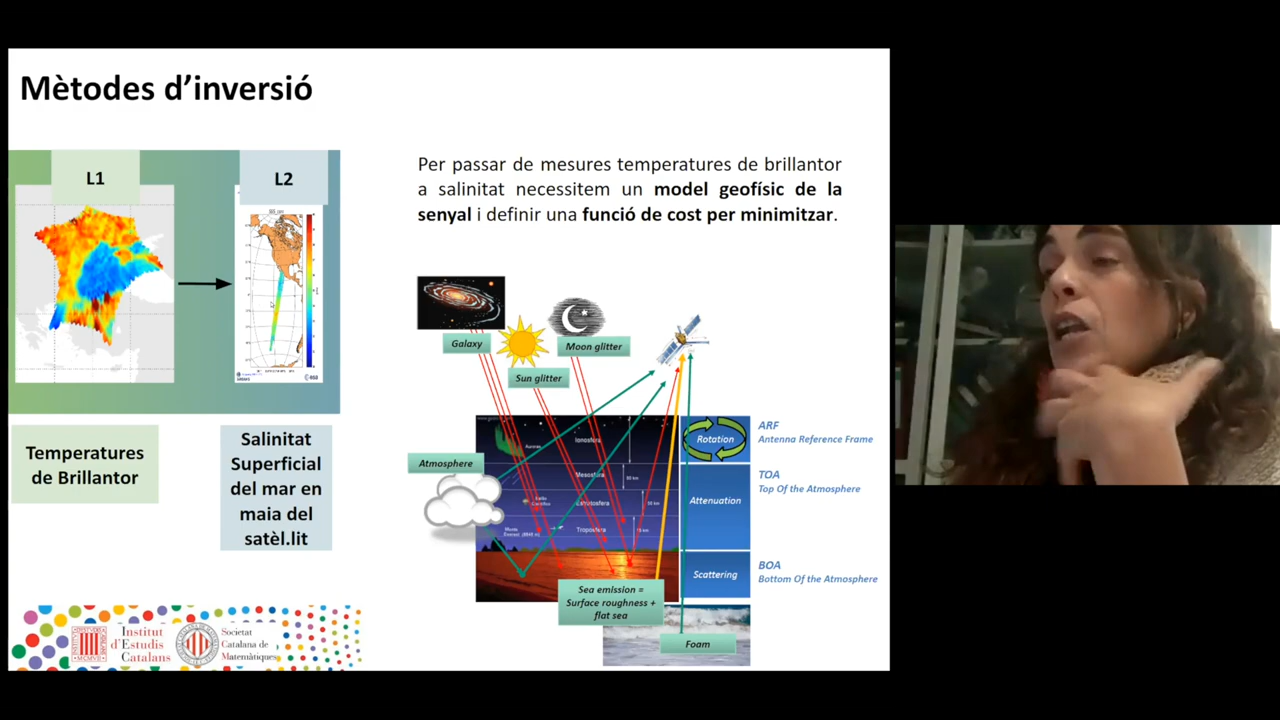 Mètodes d'inversió
L1
L2
Per passar de mesures temperatures de brillantor
a salinitat necessitem un model geofísic de la
senyal i definir una funció de cost per minimitzar.
Galaxy
Sun glitter
Moon glitter
Atmosphere
Ionosfera
Mesosfera
Estratosfera
Troposfera
Rotation
Attenuation
Scattering
ARF
Antenna Reference Frame
TOA
Top Of the Atmosphere
BOA
Bottom Of the Atmosphere
Sea emission =
Surface roughness +
flat sea
Foam
Temperatures
de Brillantor
Salinitat
Superficial
del mar en
maia del
satèl.lit
Institut
d'Estudis
Catalans
Societat
Catalana de
Matemàtiques